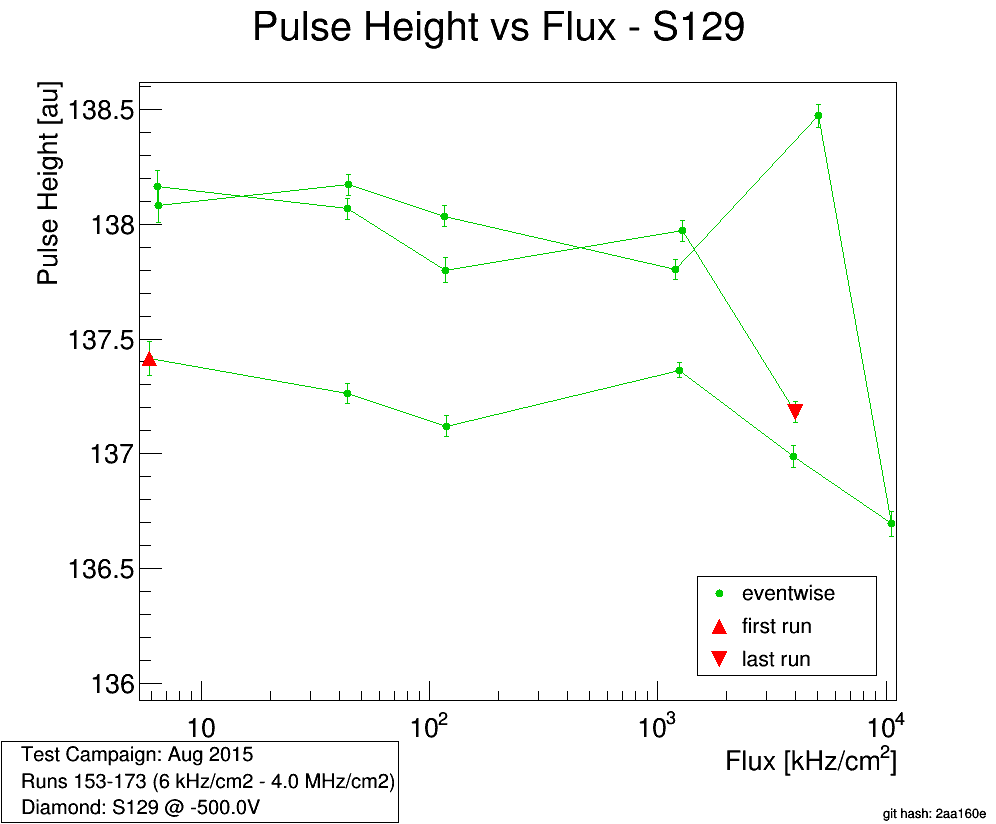 Pulse Height vs Flux - S129
Pulse Height [au]
138.5
138
137.5
137
136.5
136
10
10²
10³
10⁴
Flux [kHz/cm²]
eventwise
first run
last run
Test Campaign: Aug 2015
Runs 153-173 (6 kHz/cm2 - 4.0 MHz/cm2)
Diamond: S129 @ -500.0V
git hash: 2aa160e